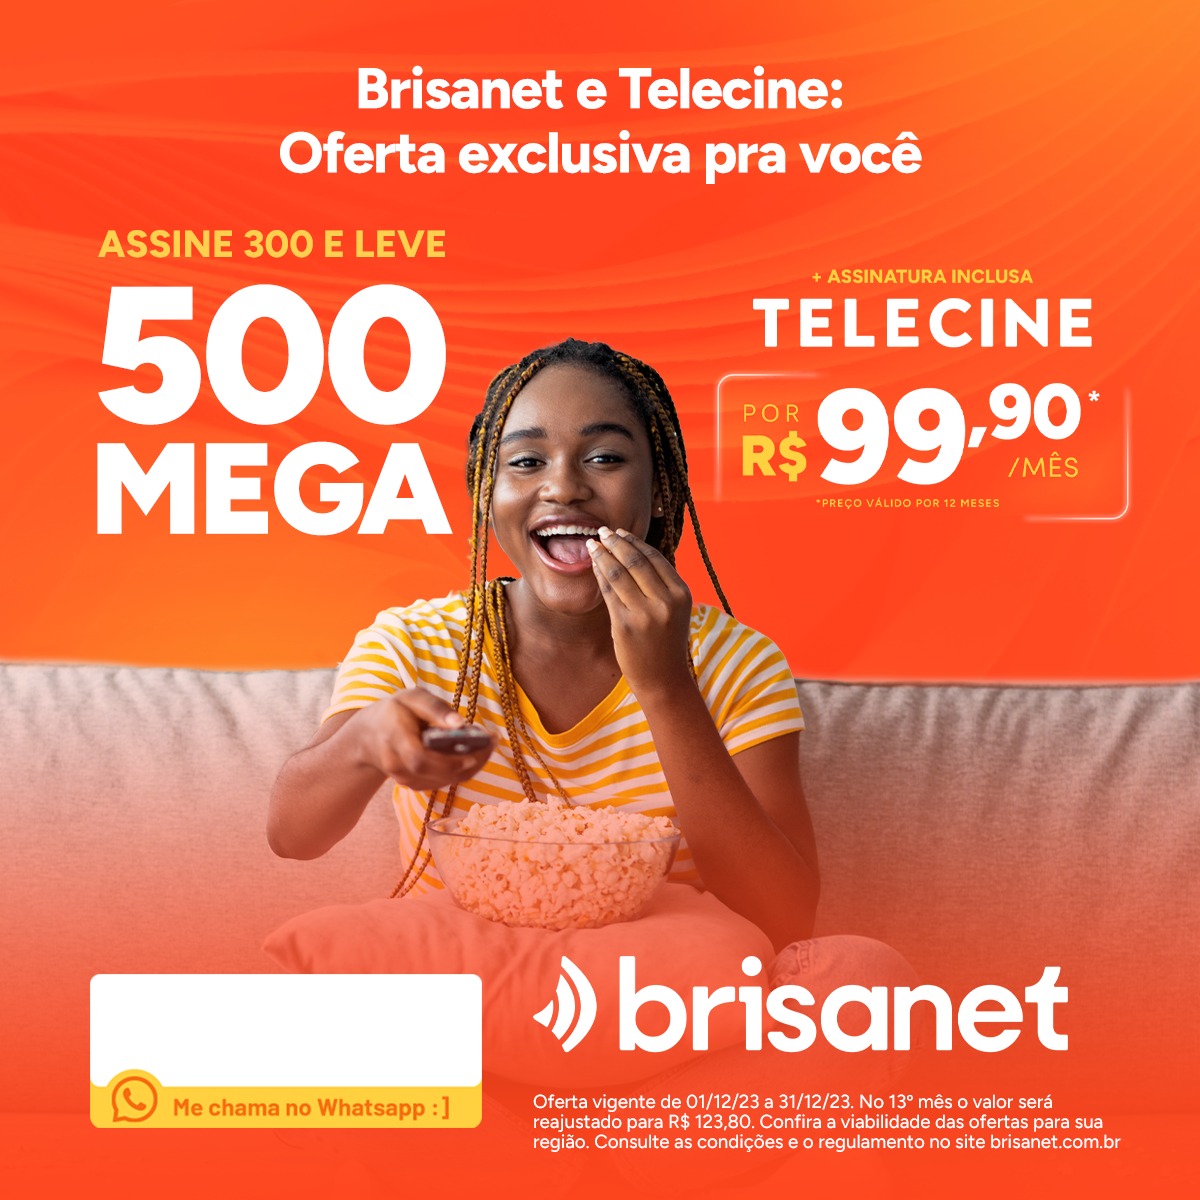 Brisanet e Telecine:
Oferta exclusiva pra você
ASSINE 300 E LEVE
500
MEGA
+ ASSINATURA INCLUSA
TELECINE
POR
R$ 99,90*
/MÊS
*PREÇO VÁLIDO POR 12 MESES
brisanet
Me chama no Whatsapp :]
Oferta vigente de 01/12/23 a 31/12/23. No 13º mês o valor será
reajustado para R$ 123,80. Confira a viabilidade das ofertas para sua
região. Consulte as condições e o regulamento no site brisanet.com.br